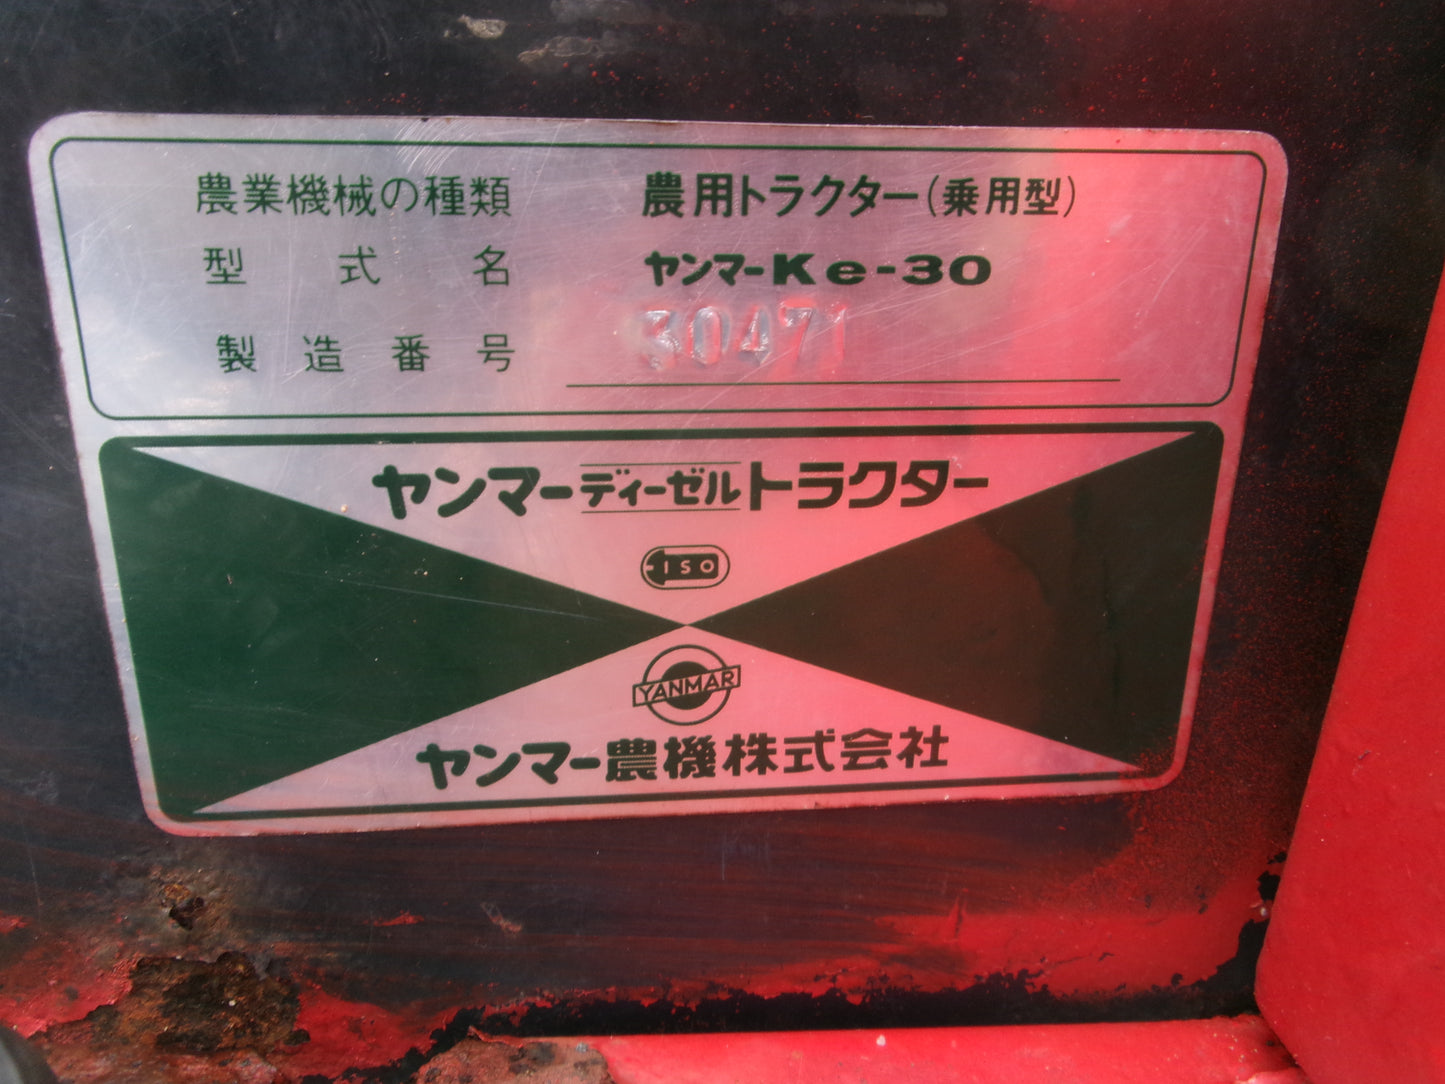 農業機械の種類 農用トラクター(乗用型)
型式名 ヤンマーKe-30
製造番号 30471
ヤンマーディーゼルトラクター
ISO
YANMAR
ヤンマー農機株式会社